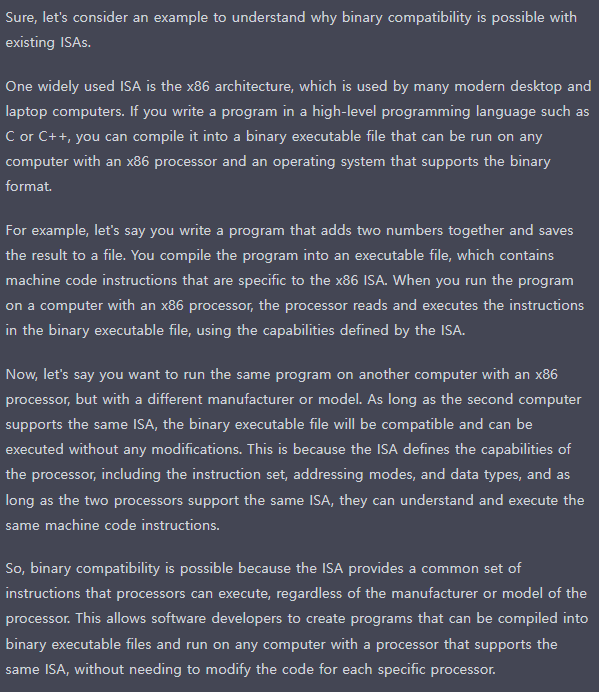 Sure, let's consider an example to understand why binary compatibility is possible with
existing ISAs.
One widely used ISA is the x86 architecture, which is used by many modern desktop and
laptop computers. If you write a program in a high-level programming language such as
C or C++, you can compile it into a binary executable file that can be run on any
computer with an x86 processor and an operating system that supports the binary
format.
For example, let's say you write a program that adds two numbers together and saves
the result to a file. You compile the program into an executable file, which contains
machine code instructions that are specific to the x86 ISA. When you run the program
on a computer with an x86 processor, the processor reads and executes the instructions
in the binary executable file, using the capabilities defined by the ISA.
Now, let's say you want to run the same program on another computer with an x86
processor, but with a different manufacturer or model. As long as the second computer
supports the same ISA, the binary executable file will be compatible and can be
executed without any modifications. This is because the ISA defines the capabilities of
the processor, including the instruction set, addressing modes, and data types, and as
long as the two processors support the same ISA, they can understand and execute the
same machine code instructions.
So, binary compatibility is possible because the ISA provides a common set of
instructions that processors can execute, regardless of the manufacturer or model of the
processor. This allows software developers to create programs that can be compiled into
binary executable files and run on any computer with a processor that supports the
same ISA, without needing to modify the code for each specific processor.